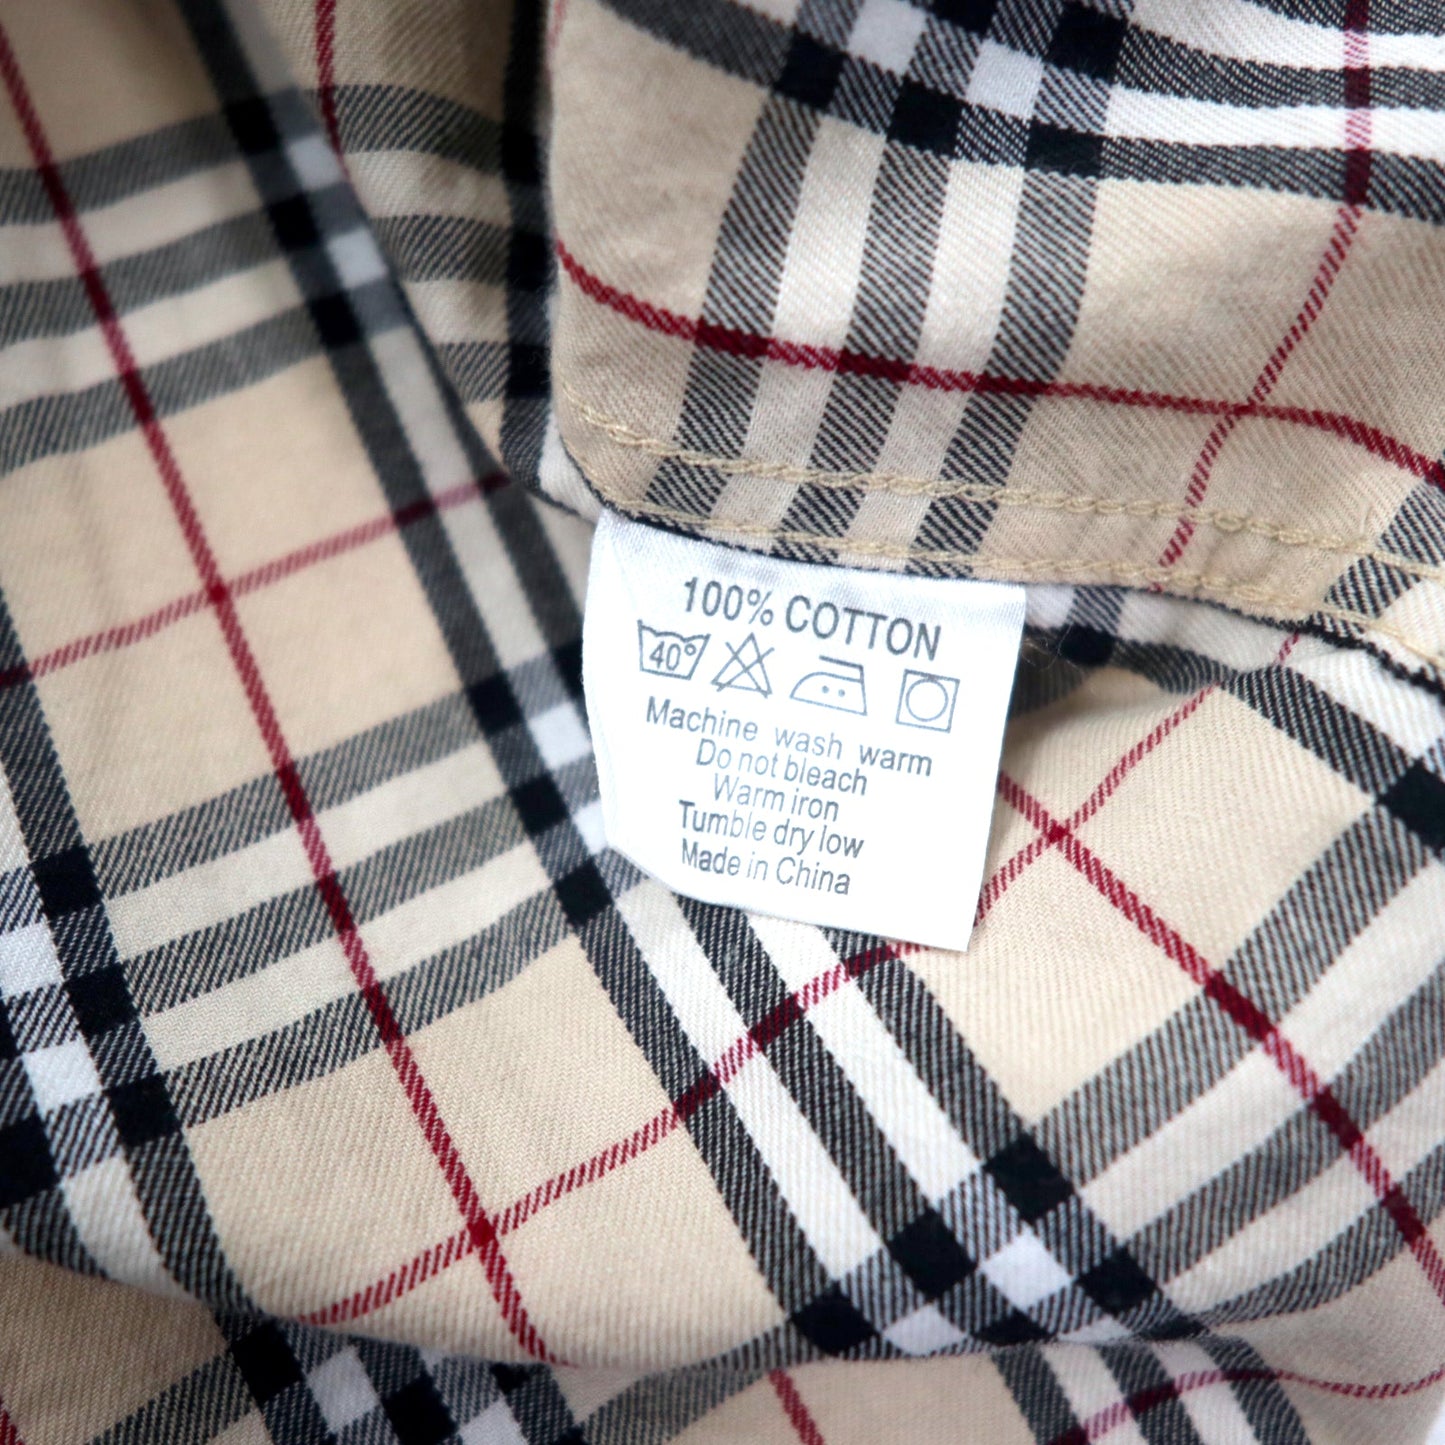 100% COTTON
40°
Machine wash warm
Do not bleach
Warm iron
Tumble dry low
Made in China